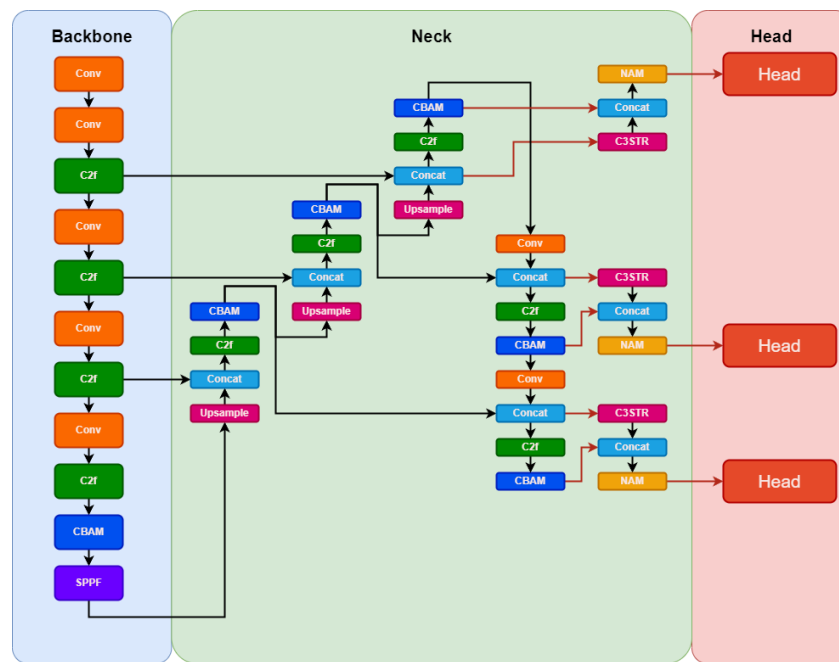 Backbone
Neck
Head
Conv
Conv
C2f
Conv
C2f
Conv
C2f
Conv
C2f
CBAM
SPPF
CBAM
C2f
Concat
Upsample
CBAM
C2f
Concat
Upsample
CBAM
C2f
Concat
Upsample
Conv
Concat
C2f
CBAM
Conv
Concat
C2f
CBAM
NAM
Concat
C3STR
C3STR
Concat
NAM
C3STR
Concat
NAM
Head
Head
Head